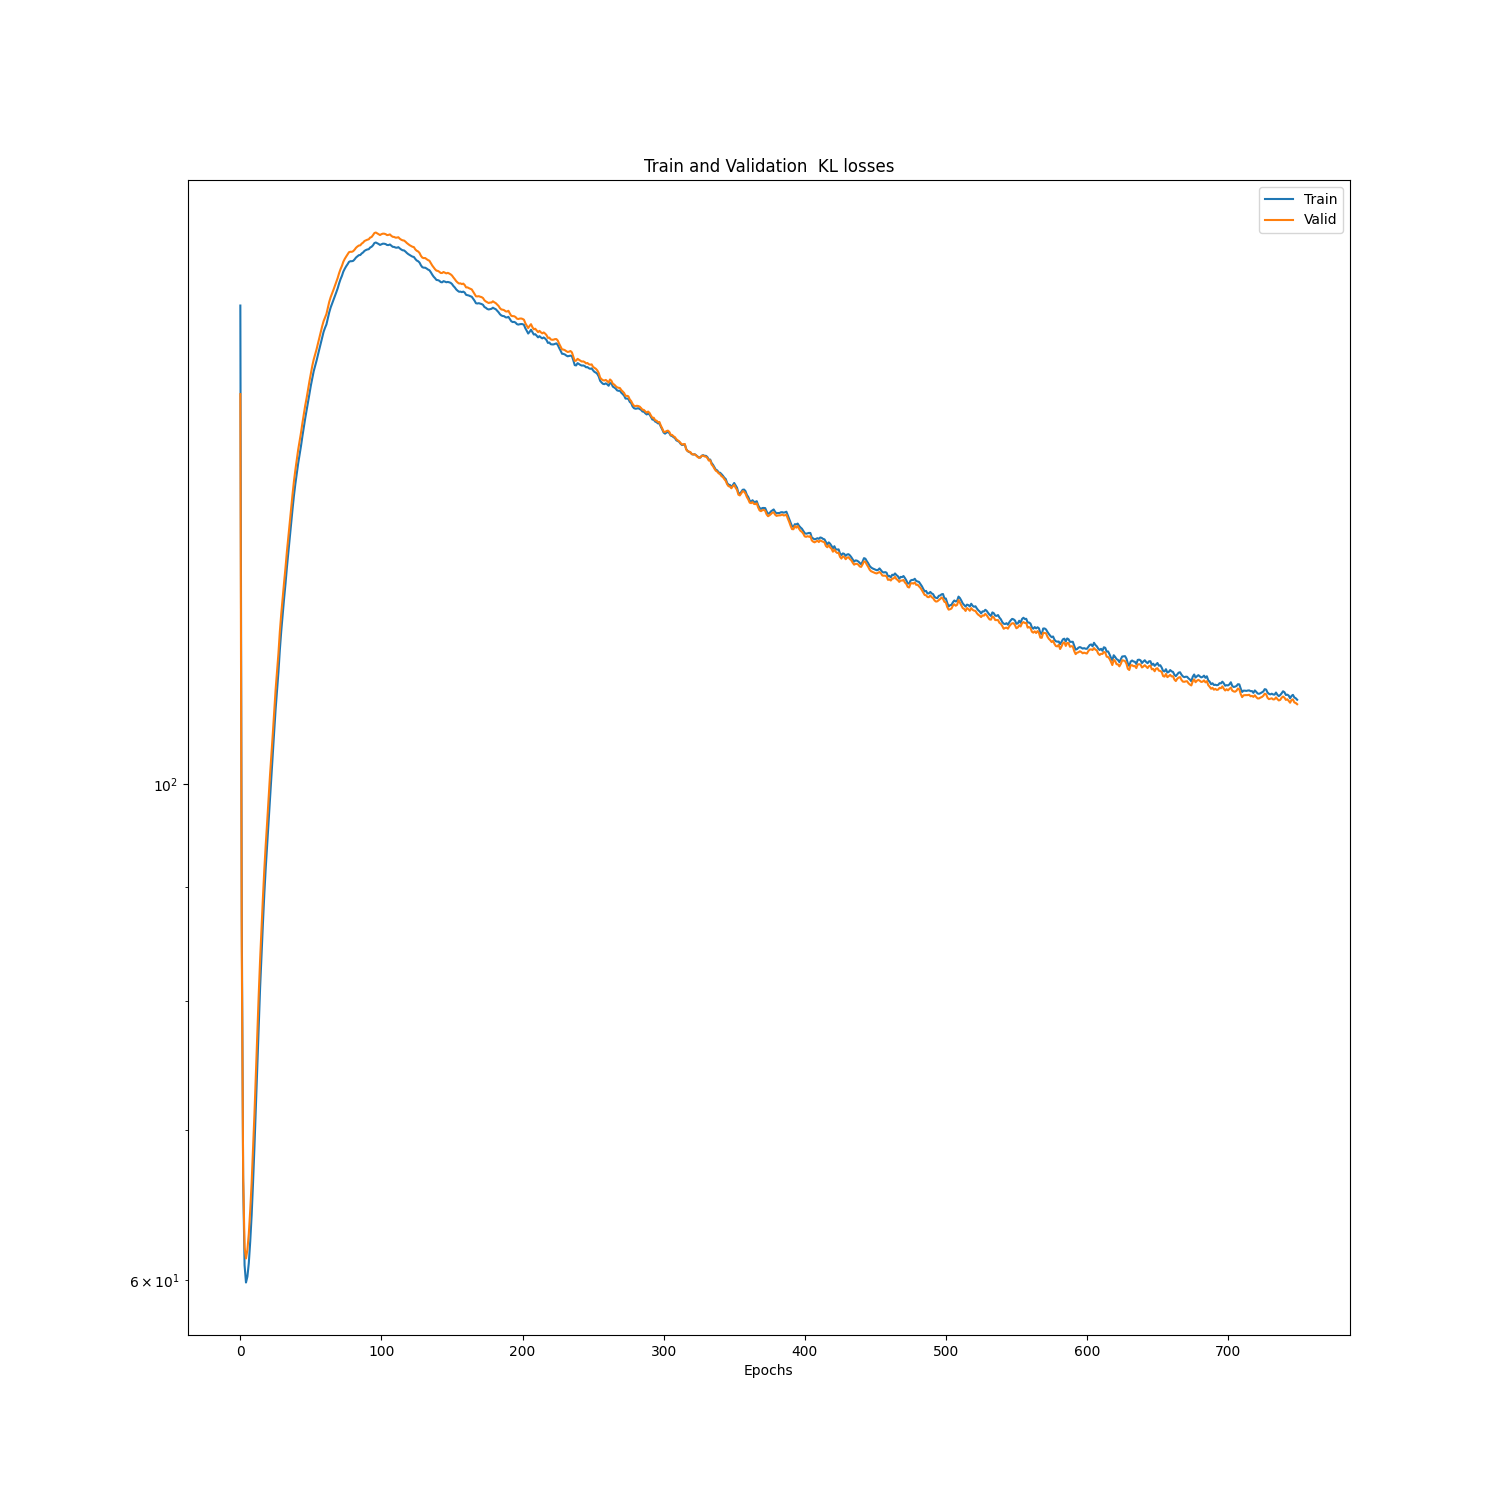 Train and Validation  KL losses
Train
Valid
10²
6 × 10¹
0 100 200 300 400 500 600 700
Epochs